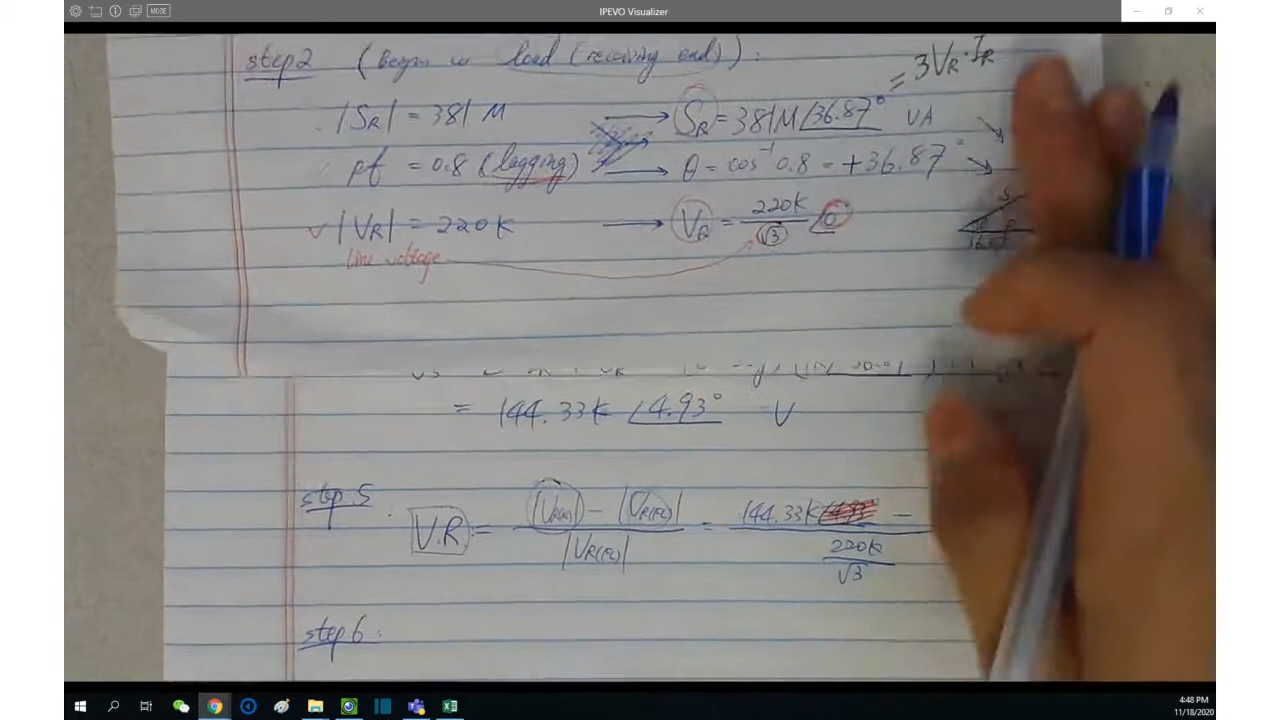 IPEVO Visualizer
MODE
step 2 (Begin w load (receiving end)):
= 3VR·IR
|SR| = 381 M → SR = 381M∠36.87° VA
pf = 0.8 (lagging) → θ = cos⁻¹ 0.8 = +36.87°
✓ |VR| = 220K → VR = 220K/√3 ∠0°
line voltage
= 144.33K ∠4.93° V
step 5 V.R = (|VR(NL)| - |VR(FL)|)/|VR(FL)| = 144.33K - / 220K/√3
step 6:
4:48 PM
11/18/2020